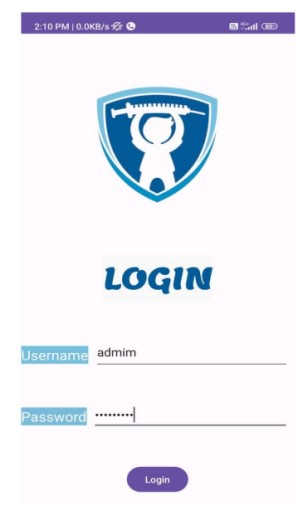 2:10 PM | 0.0KB/s
LOGIN
Username admim
Password •••••••••
Login